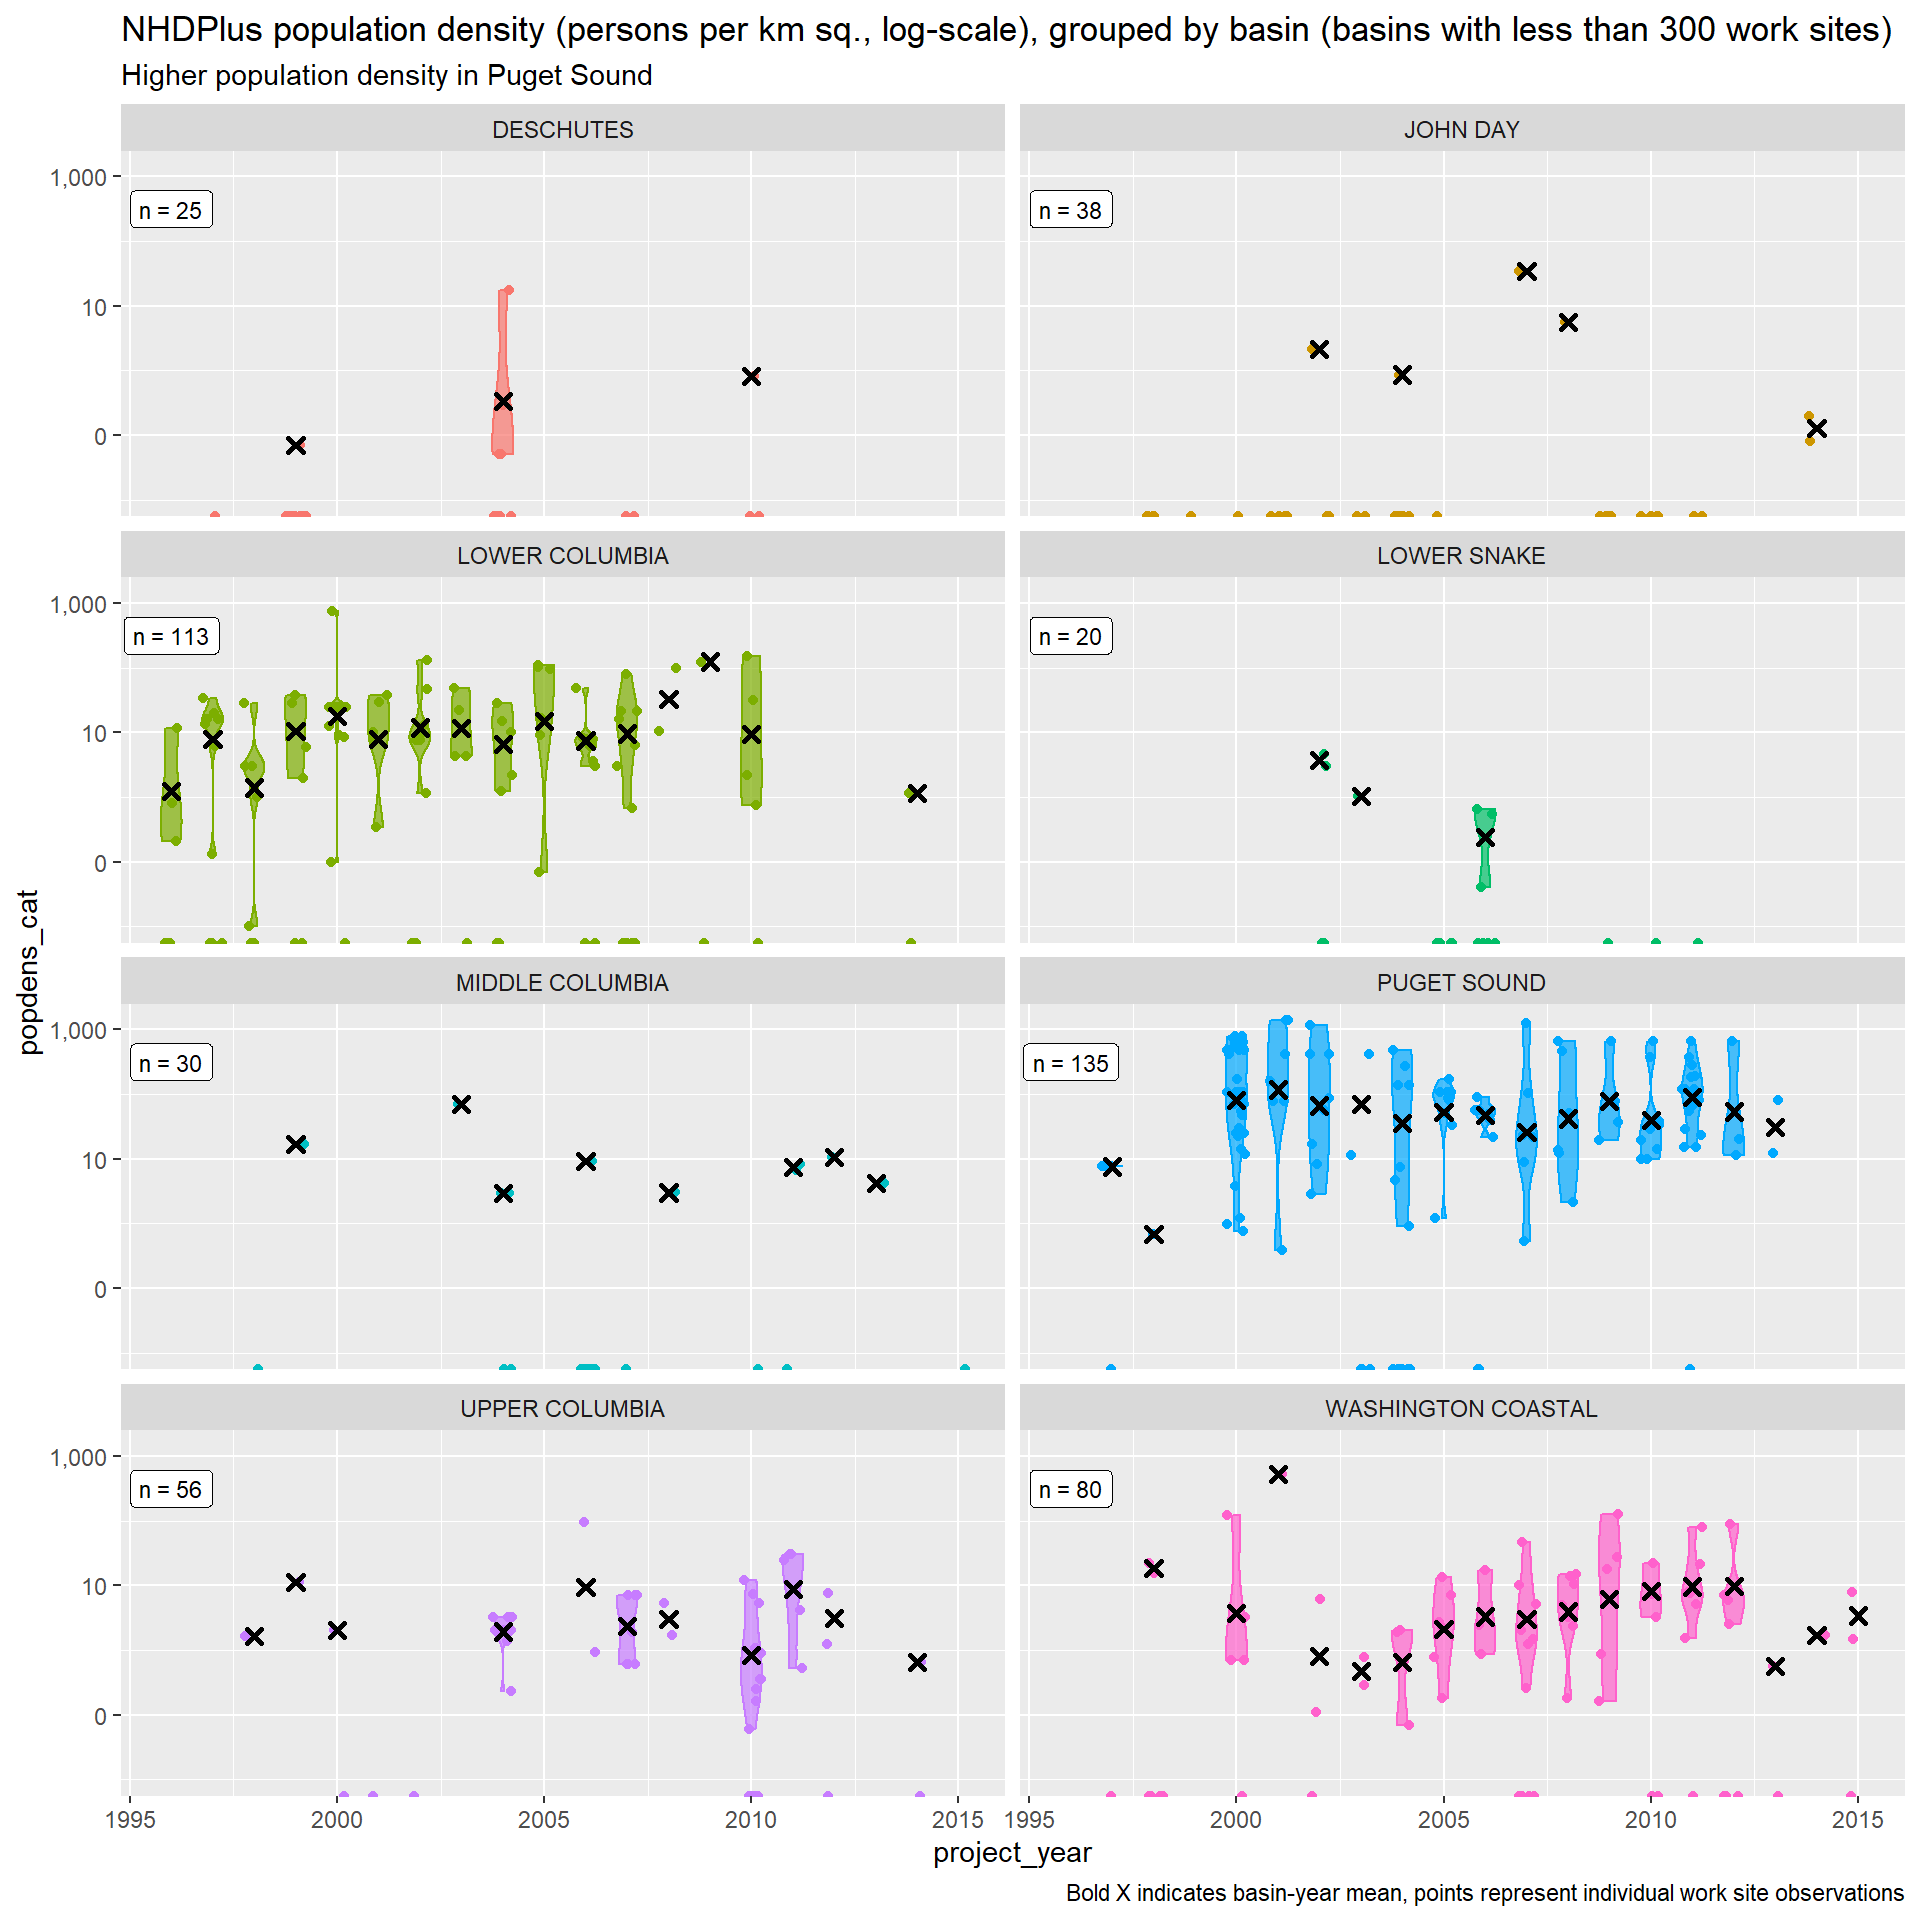 NHDPlus population density (persons per km sq., log-scale), grouped by basin (basins with less than 300 work sites)
Higher population density in Puget Sound
DESCHUTES
JOHN DAY
1,000
10
0
n = 25
n = 38
LOWER COLUMBIA
LOWER SNAKE
1,000
10
0
n = 113
n = 20
MIDDLE COLUMBIA
PUGET SOUND
1,000
10
0
n = 30
n = 135
UPPER COLUMBIA
WASHINGTON COASTAL
1,000
10
0
n = 56
n = 80
popdens_cat
1995 2000 2005 2010 2015
1995 2000 2005 2010 2015
project_year
Bold X indicates basin-year mean, points represent individual work site observations